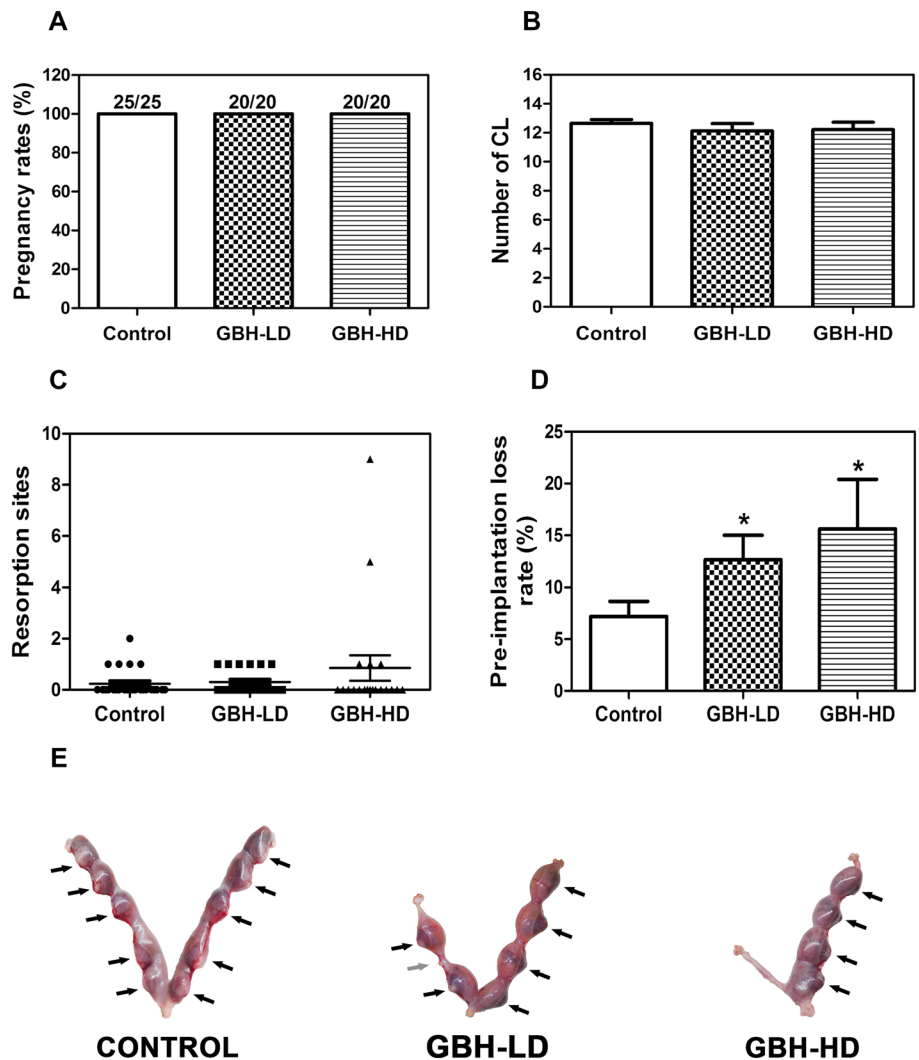 A
Pregnancy rates (%)
120
100
80
60
40
20
0
25/25 20/20 20/20
Control GBH-LD GBH-HD
B
Number of CL
16
14
12
10
8
6
4
2
0
Control GBH-LD GBH-HD
C
Resorption sites
10
8
6
4
2
0
Control GBH-LD GBH-HD
D
Pre-implantation loss
rate (%)
25
20
15
10
5
0
* *
Control GBH-LD GBH-HD
E
CONTROL GBH-LD GBH-HD